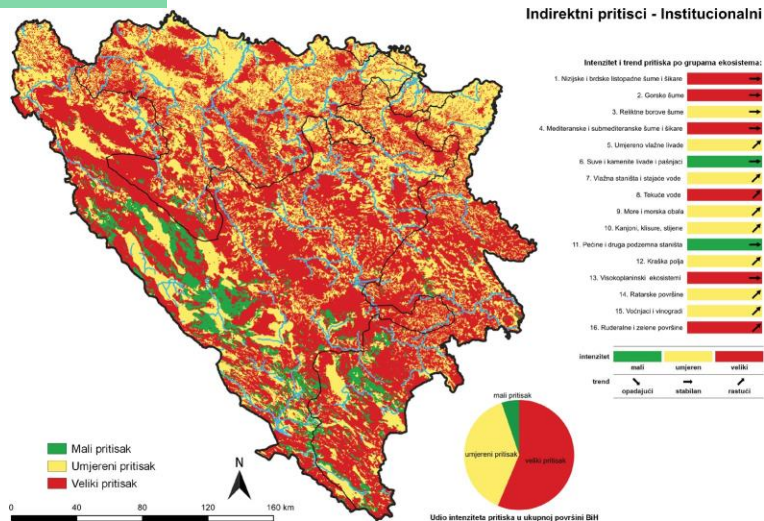 Indirektni pritisci - Institucionalni
Intenzitet i trend pritiska po grupama ekosistema:
1. Nizijske i brdske listopadne šume i šikare
2. Gorske šume
3. Reliktne borove šume
4. Mediteranske i submediteranske šume i šikare
5. Umjereno vlažne livade
6. Suve i kamenite livade i pašnjaci
7. Vlažna staništa i stajaće vode
8. Tekuće vode
9. More i morska obala
10. Kanjoni, klisure, stijene
11. Pećine i druga podzemna staništa
12. Kraška polja
13. Visokoplaninski ekosistemi
14. Ratarske površine
15. Voćnjaci i vinogradi
16. Ruderalne i zelene površine
intenzitet
mali umjeren veliki
trend
opadajući stabilan rastući
mali pritisak
umjereni pritisak
veliki pritisak
Udio intenziteta pritiska u ukupnoj površini BiH
Mali pritisak
Umjereni pritisak
Veliki pritisak
N
0 40 80 120 160 km